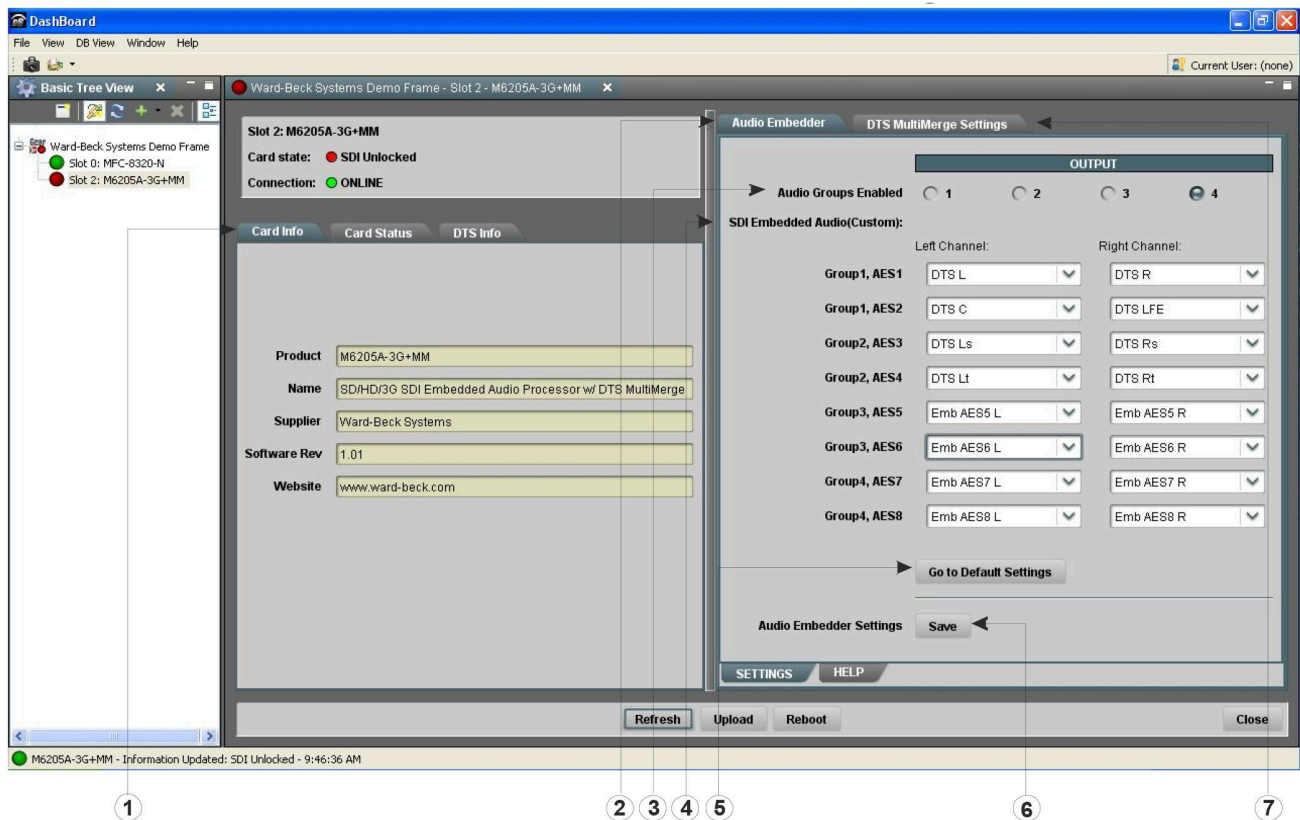 DashBoard
File View DB View Window Help
Current User: (none)
Basic Tree View
Ward-Beck Systems Demo Frame - Slot 2 - M6205A-3G+MM
Ward-Beck Systems Demo Frame
Slot 0: MFC-8320-N
Slot 2: M6205A-3G+MM
Slot 2: M6205A-3G+MM
Card state: SDI Unlocked
Connection: ONLINE
Card Info Card Status DTS Info
Product M6205A-3G+MM
Name SD/HD/3G SDI Embedded Audio Processor w/ DTS MultiMerge
Supplier Ward-Beck Systems
Software Rev 1.01
Website www.ward-beck.com
Audio Embedder DTS MultiMerge Settings
OUTPUT
Audio Groups Enabled 1 2 3 4
SDI Embedded Audio(Custom):
Left Channel: Right Channel:
Group1, AES1 DTS L DTS R
Group1, AES2 DTS C DTS LFE
Group2, AES3 DTS Ls DTS Rs
Group2, AES4 DTS Lt DTS Rt
Group3, AES5 Emb AES5 L Emb AES5 R
Group3, AES6 Emb AES6 L Emb AES6 R
Group4, AES7 Emb AES7 L Emb AES7 R
Group4, AES8 Emb AES8 L Emb AES8 R
Go to Default Settings
Audio Embedder Settings Save
SETTINGS HELP
Refresh Upload Reboot Close
M6205A-3G+MM - Information Updated: SDI Unlocked - 9:46:36 AM
1 2 3 4 5 6 7